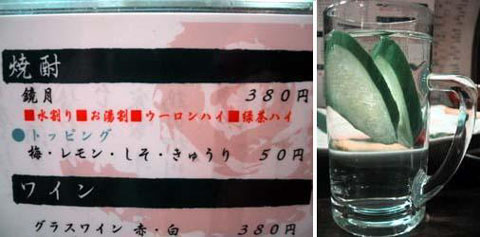 焼酎
鏡月 380円
■水割り■お湯割■ウーロンハイ■緑茶ハイ
●トッピング
梅・レモン・しそ・きゅうり 50円
ワイン
グラスワイン 赤・白 380円